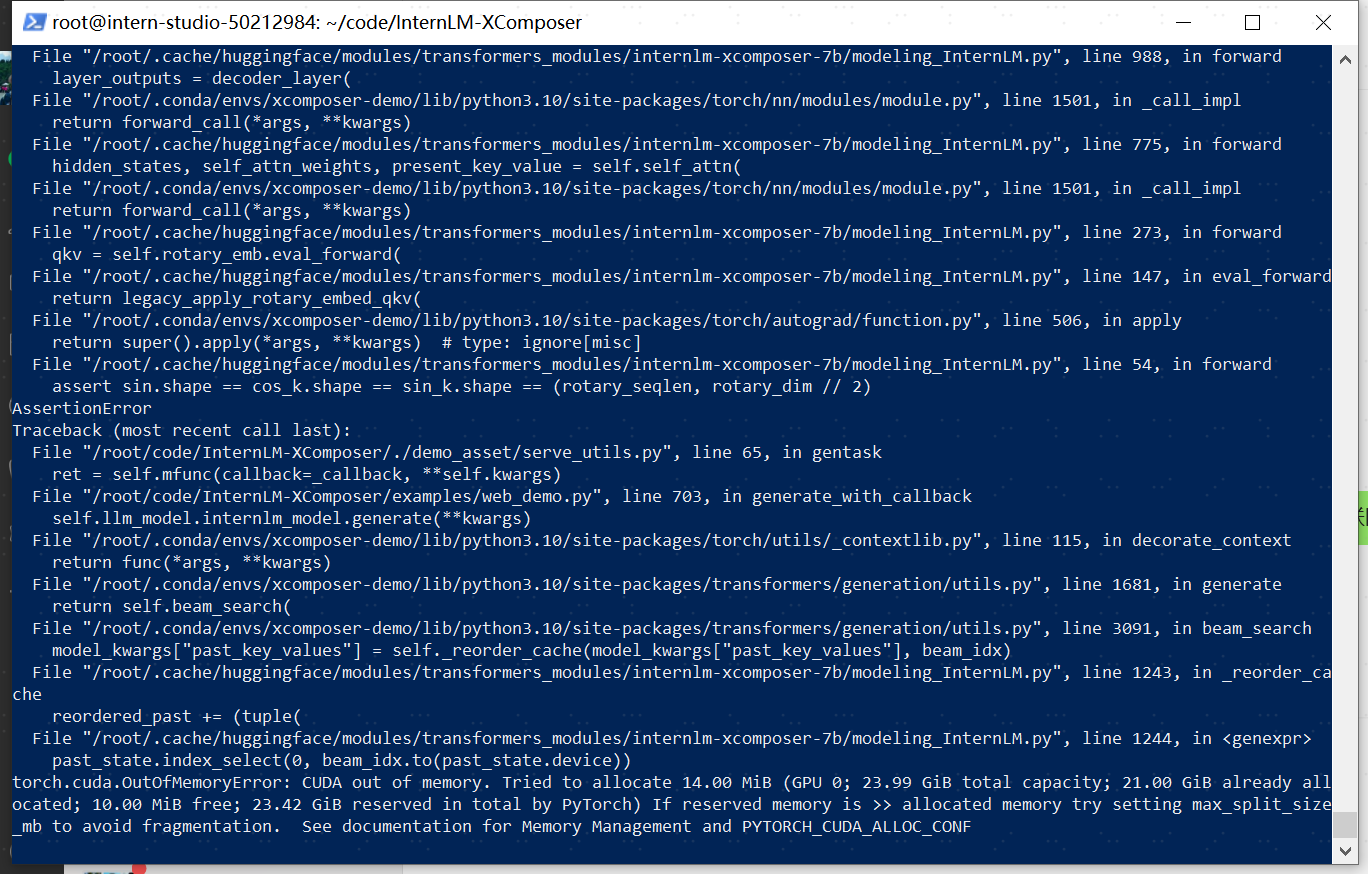 root@intern-studio-50212984: ~/code/InternLM-XComposer
File "/root/.cache/huggingface/modules/transformers_modules/internlm-xcomposer-7b/modeling_InternLM.py", line 988, in forward
layer_outputs = decoder_layer(
File "/root/.conda/envs/xcomposer-demo/lib/python3.10/site-packages/torch/nn/modules/module.py", line 1501, in _call_impl
return forward_call(*args, **kwargs)
File "/root/.cache/huggingface/modules/transformers_modules/internlm-xcomposer-7b/modeling_InternLM.py", line 775, in forward
hidden_states, self_attn_weights, present_key_value = self.self_attn(
File "/root/.conda/envs/xcomposer-demo/lib/python3.10/site-packages/torch/nn/modules/module.py", line 1501, in _call_impl
return forward_call(*args, **kwargs)
File "/root/.cache/huggingface/modules/transformers_modules/internlm-xcomposer-7b/modeling_InternLM.py", line 273, in forward
qkv = self.rotary_emb.eval_forward(
File "/root/.cache/huggingface/modules/transformers_modules/internlm-xcomposer-7b/modeling_InternLM.py", line 147, in eval_forward
return legacy_apply_rotary_embed_qkv(
File "/root/.conda/envs/xcomposer-demo/lib/python3.10/site-packages/torch/autograd/function.py", line 506, in apply
return super().apply(*args, **kwargs)  # type: ignore[misc]
File "/root/.cache/huggingface/modules/transformers_modules/internlm-xcomposer-7b/modeling_InternLM.py", line 54, in forward
assert sin.shape == cos_k.shape == sin_k.shape == (rotary_seqlen, rotary_dim // 2)
AssertionError
Traceback (most recent call last):
File "/root/code/InternLM-XComposer/./demo_asset/serve_utils.py", line 65, in gentask
ret = self.mfunc(callback=_callback, **self.kwargs)
File "/root/code/InternLM-XComposer/examples/web_demo.py", line 703, in generate_with_callback
self.llm_model.internlm_model.generate(**kwargs)
File "/root/.conda/envs/xcomposer-demo/lib/python3.10/site-packages/torch/utils/_contextlib.py", line 115, in decorate_context
return func(*args, **kwargs)
File "/root/.conda/envs/xcomposer-demo/lib/python3.10/site-packages/transformers/generation/utils.py", line 1681, in generate
return self.beam_search(
File "/root/.conda/envs/xcomposer-demo/lib/python3.10/site-packages/transformers/generation/utils.py", line 3091, in beam_search
model_kwargs["past_key_values"] = self._reorder_cache(model_kwargs["past_key_values"], beam_idx)
File "/root/.cache/huggingface/modules/transformers_modules/internlm-xcomposer-7b/modeling_InternLM.py", line 1243, in _reorder_ca
che
reordered_past += (tuple(
File "/root/.cache/huggingface/modules/transformers_modules/internlm-xcomposer-7b/modeling_InternLM.py", line 1244, in <genexpr>
past_state.index_select(0, beam_idx.to(past_state.device))
torch.cuda.OutOfMemoryError: CUDA out of memory. Tried to allocate 14.00 MiB (GPU 0; 23.99 GiB total capacity; 21.00 GiB already all
ocated; 10.00 MiB free; 23.42 GiB reserved in total by PyTorch) If reserved memory is >> allocated memory try setting max_split_size
_mb to avoid fragmentation.  See documentation for Memory Management and PYTORCH_CUDA_ALLOC_CONF